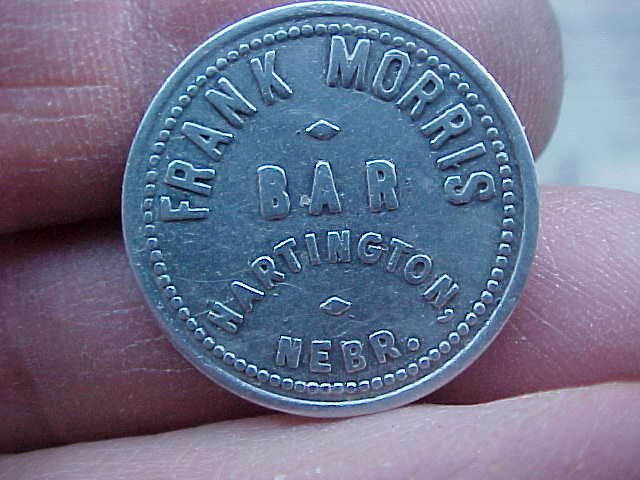 FRANK MORRIS
BAR
HARTINGTON,
NEBR.